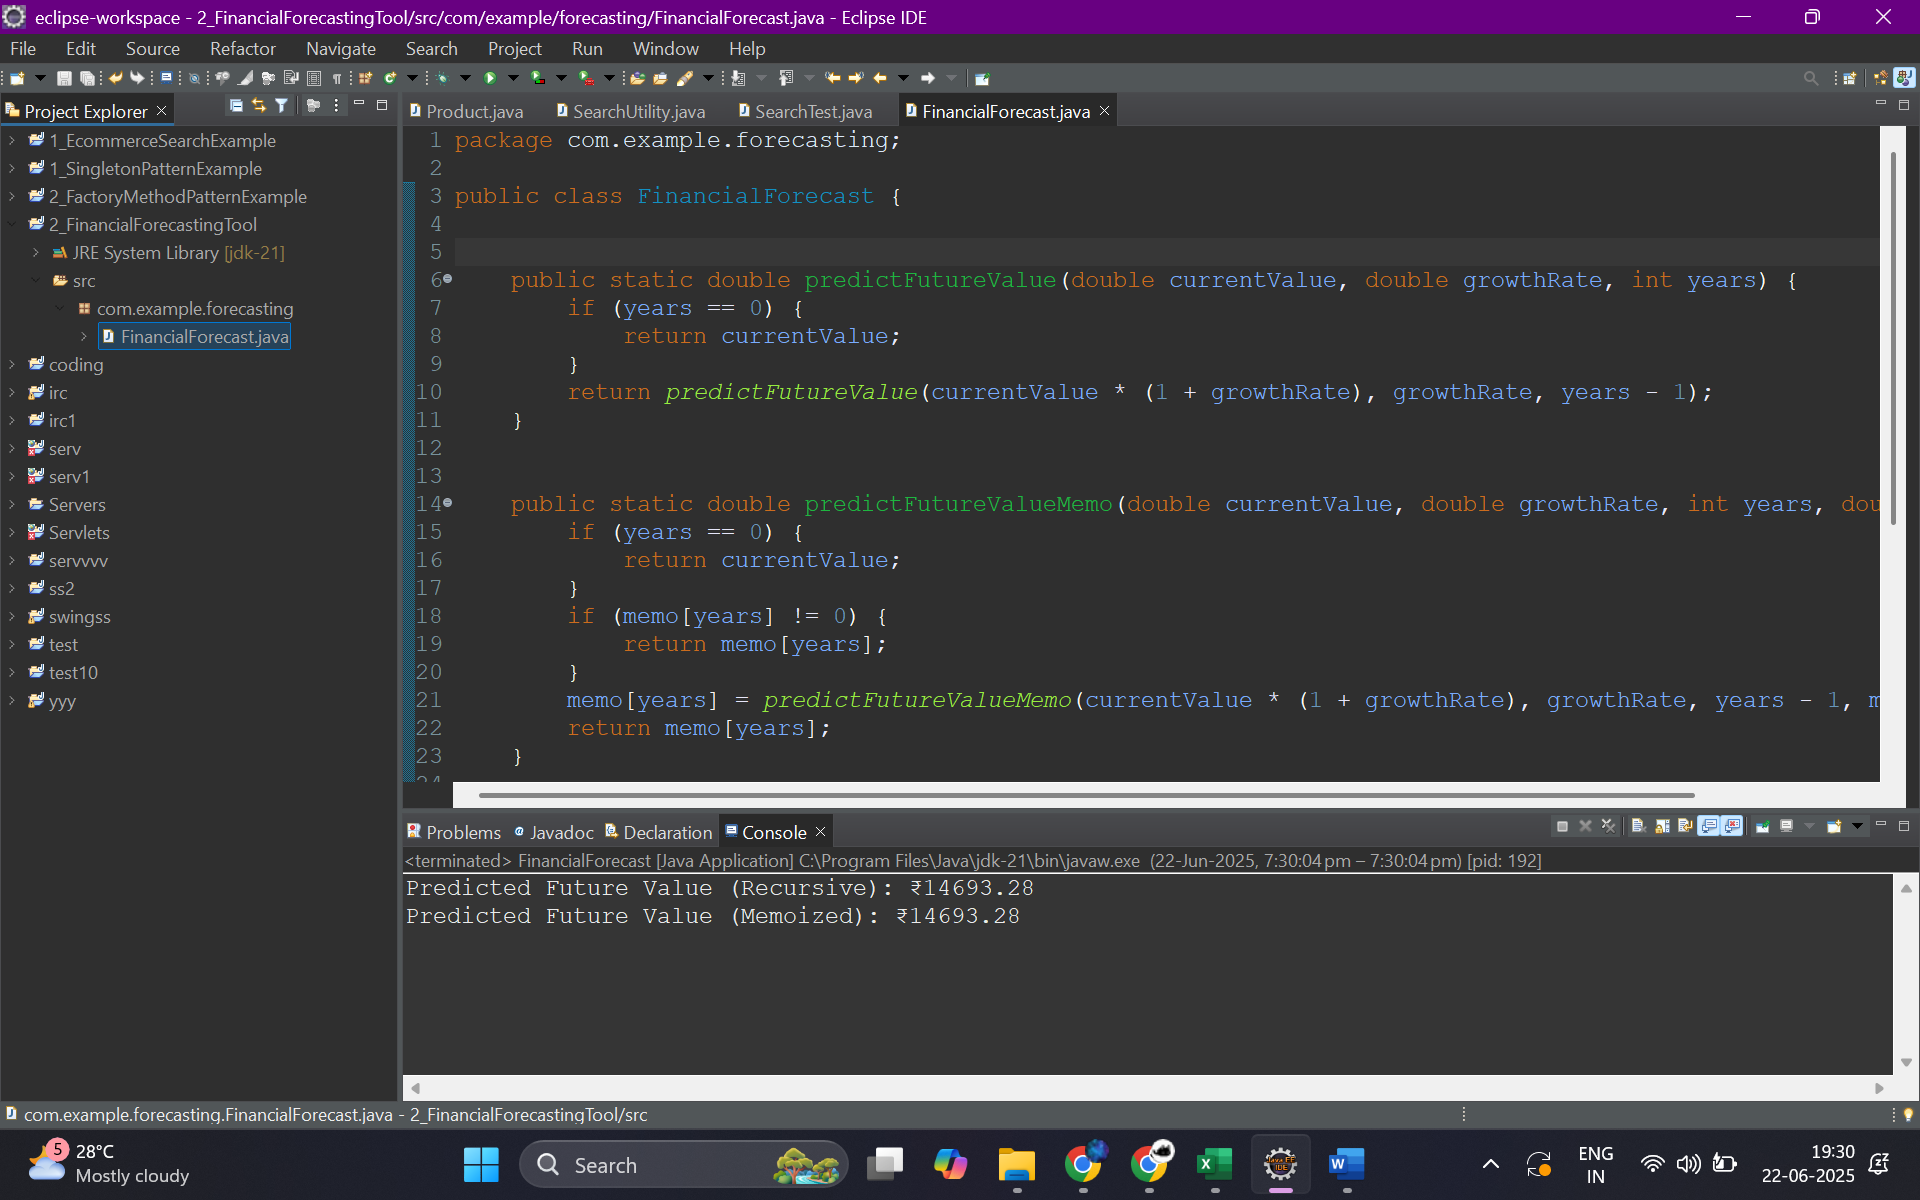 eclipse-workspace - 2_FinancialForecastingTool/src/com/example/forecasting/FinancialForecast.java - Eclipse IDE
File Edit Source Refactor Navigate Search Project Run Window Help
Project Explorer
Product.java SearchUtility.java SearchTest.java FinancialForecast.java
1_EcommerceSearchExample
1_SingletonPatternExample
2_FactoryMethodPatternExample
2_FinancialForecastingTool
JRE System Library [jdk-21]
src
com.example.forecasting
FinancialForecast.java
coding
irc
irc1
serv
serv1
Servers
Servlets
servvvv
ss2
swingss
test
test10
yyy
1 package com.example.forecasting;
2
3 public class FinancialForecast {
4
5
6 public static double predictFutureValue(double currentValue, double growthRate, int years) {
7 if (years == 0) {
8 return currentValue;
9 }
10 return predictFutureValue(currentValue * (1 + growthRate), growthRate, years - 1);
11 }
12
13
14 public static double predictFutureValueMemo(double currentValue, double growthRate, int years, dou
15 if (years == 0) {
16 return currentValue;
17 }
18 if (memo[years] != 0) {
19 return memo[years];
20 }
21 memo[years] = predictFutureValueMemo(currentValue * (1 + growthRate), growthRate, years - 1, m
22 return memo[years];
23 }
24
Problems Javadoc Declaration Console
<terminated> FinancialForecast [Java Application] C:\Program Files\Java\jdk-21\bin\javaw.exe (22-Jun-2025, 7:30:04 pm – 7:30:04 pm) [pid: 192]
Predicted Future Value (Recursive): ₹14693.28
Predicted Future Value (Memoized): ₹14693.28
com.example.forecasting.FinancialForecast.java - 2_FinancialForecastingTool/src
5
28°C
Mostly cloudy
Search
ENG
IN
19:30
22-06-2025